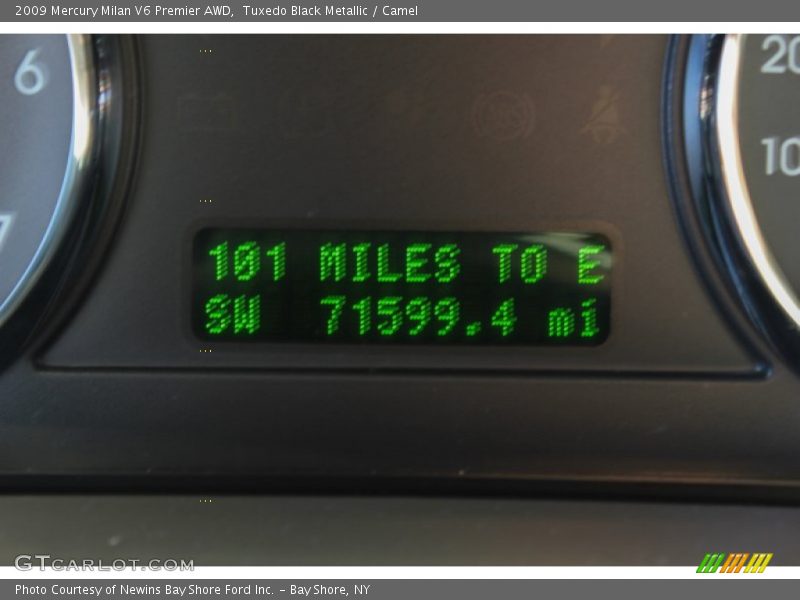 2009 Mercury Milan V6 Premier AWD,  Tuxedo Black Metallic / Camel
6
20
10
7
101 MILES TO E
SW 71599.4 mi
GTCARLOT.COM
Photo Courtesy of Newins Bay Shore Ford Inc. - Bay Shore, NY